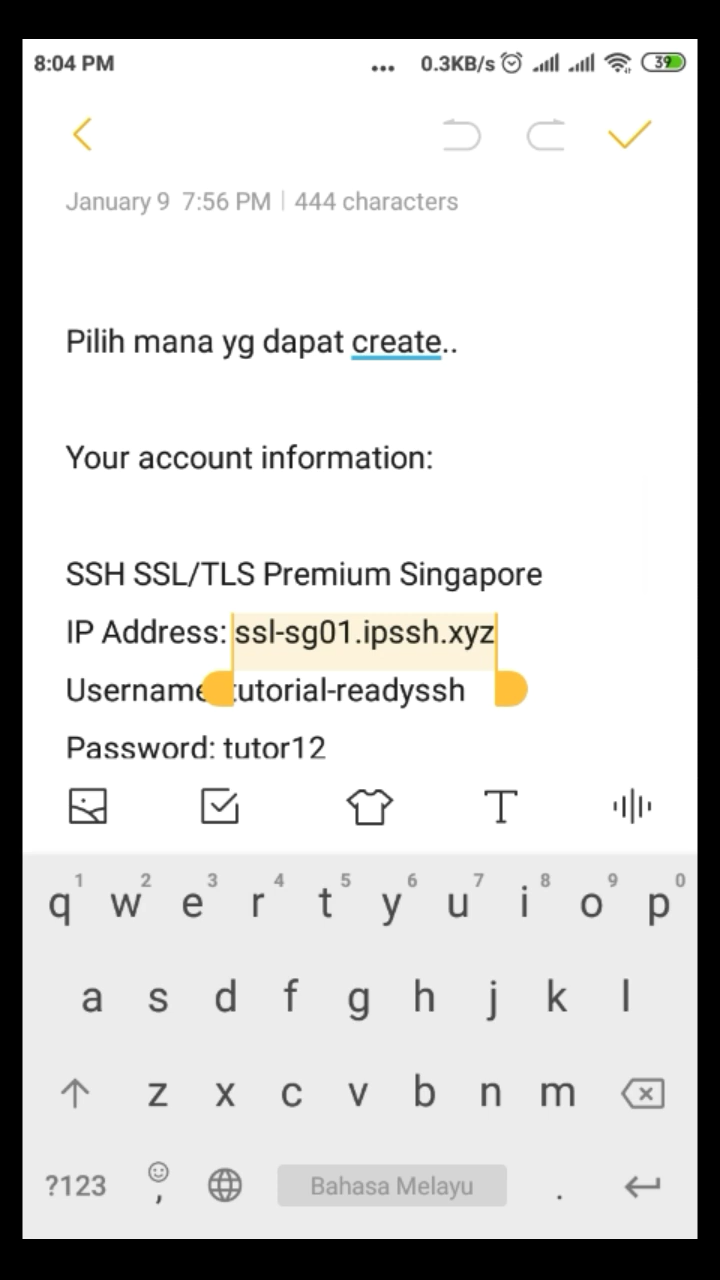 8:04 PM ... 0.3KB/s 39
January 9 7:56 PM | 444 characters
Pilih mana yg dapat create..
Your account information:
SSH SSL/TLS Premium Singapore
IP Address: ssl-sg01.ipssh.xyz
Username tutorial-readyssh
Password: tutor12
T
1 2 3 4 5 6 7 8 9 0
q w e r t y u i o p
a s d f g h j k l
z x c v b n m
?123 , Bahasa Melayu .